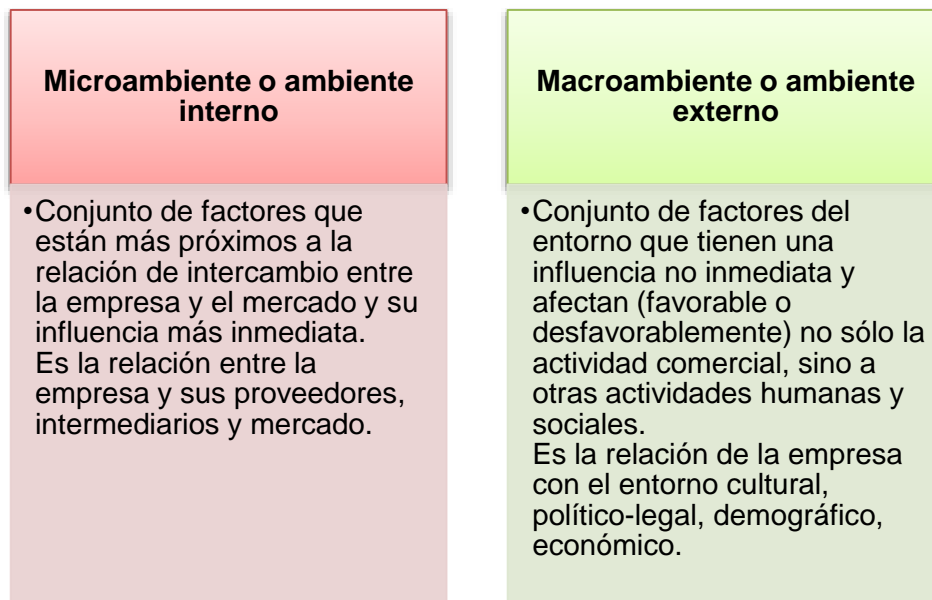 Microambiente o ambiente
interno
•Conjunto de factores que
están más próximos a la
relación de intercambio entre
la empresa y el mercado y su
influencia más inmediata.
Es la relación entre la
empresa y sus proveedores,
intermediarios y mercado.
Macroambiente o ambiente
externo
•Conjunto de factores del
entorno que tienen una
influencia no inmediata y
afectan (favorable o
desfavorablemente) no sólo la
actividad comercial, sino a
otras actividades humanas y
sociales.
Es la relación de la empresa
con el entorno cultural,
político-legal, demográfico,
económico.